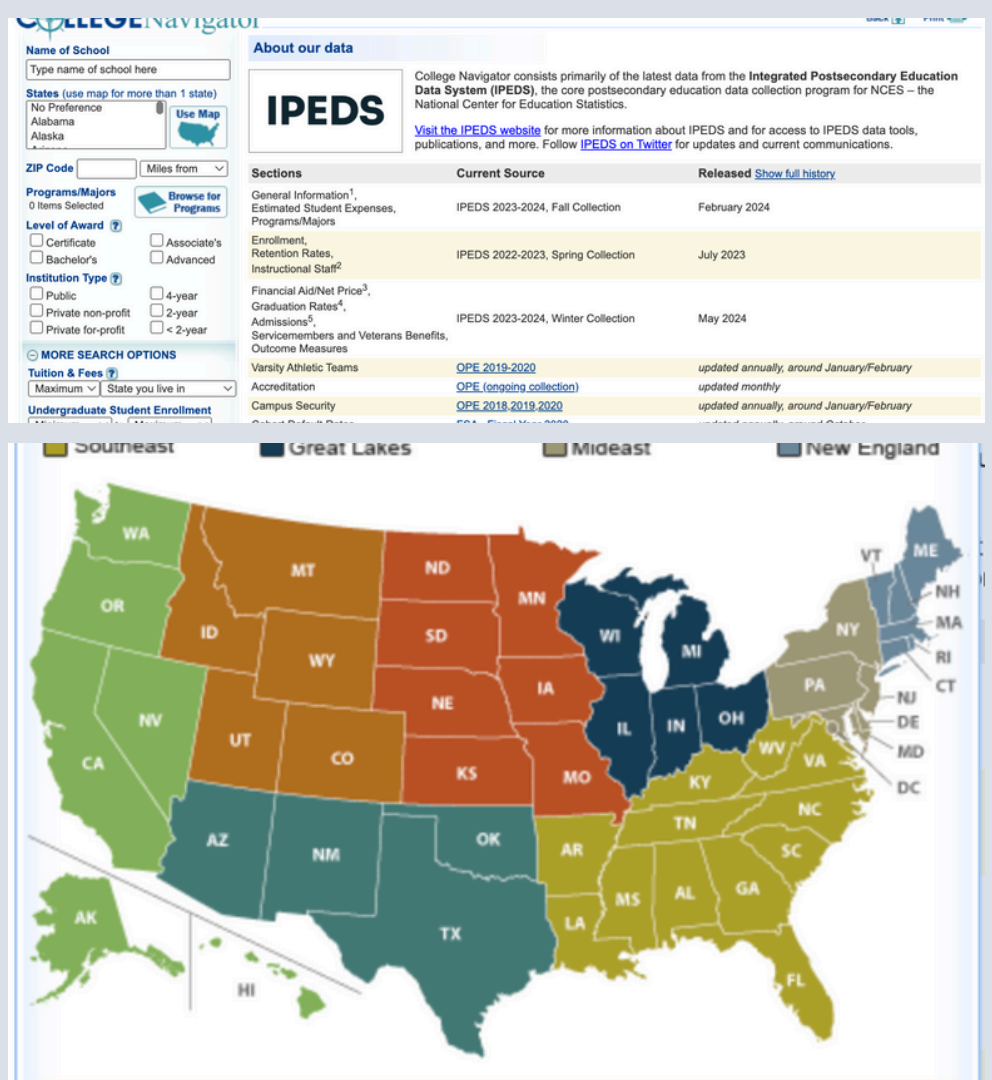 COLLEGE Navigator
Back Print
Name of School
Type name of school here
States (use map for more than 1 state)
No Preference
Alabama
Alaska
Arizona
Use Map
ZIP Code Miles from
Programs/Majors
0 Items Selected
Browse for
Programs
Level of Award ?
Certificate Associate's
Bachelor's Advanced
Institution Type ?
Public 4-year
Private non-profit 2-year
Private for-profit < 2-year
MORE SEARCH OPTIONS
Tuition & Fees ?
Maximum State you live in
Undergraduate Student Enrollment
About our data
IPEDS
College Navigator consists primarily of the latest data from the Integrated Postsecondary Education
Data System (IPEDS), the core postsecondary education data collection program for NCES – the
National Center for Education Statistics.
Visit the IPEDS website for more information about IPEDS and for access to IPEDS data tools,
publications, and more. Follow IPEDS on Twitter for updates and current communications.
Sections Current Source Released Show full history
General Information1,
Estimated Student Expenses,
Programs/Majors
IPEDS 2023-2024, Fall Collection
February 2024
Enrollment,
Retention Rates,
Instructional Staff2
IPEDS 2022-2023, Spring Collection
July 2023
Financial Aid/Net Price3,
Graduation Rates4,
Admissions5,
Servicemembers and Veterans Benefits,
Outcome Measures
IPEDS 2023-2024, Winter Collection
May 2024
Varsity Athletic Teams OPE 2019-2020 updated annually, around January/February
Accreditation OPE (ongoing collection) updated monthly
Campus Security OPE 2018,2019,2020 updated annually, around January/February
Southeast Great Lakes Mideast New England
WA
MT
ND
MN
VT
ME
OR
ID
SD
WI
MI
NY
NH
MA
WY
IA
PA
RI
CT
NV
UT
NE
IL
IN
OH
NJ
DE
CA
CO
KS
MO
WV
VA
MD
KY
DC
AZ
NM
OK
TN
NC
AR
SC
MS
AL
GA
AK
LA
TX
HI
FL